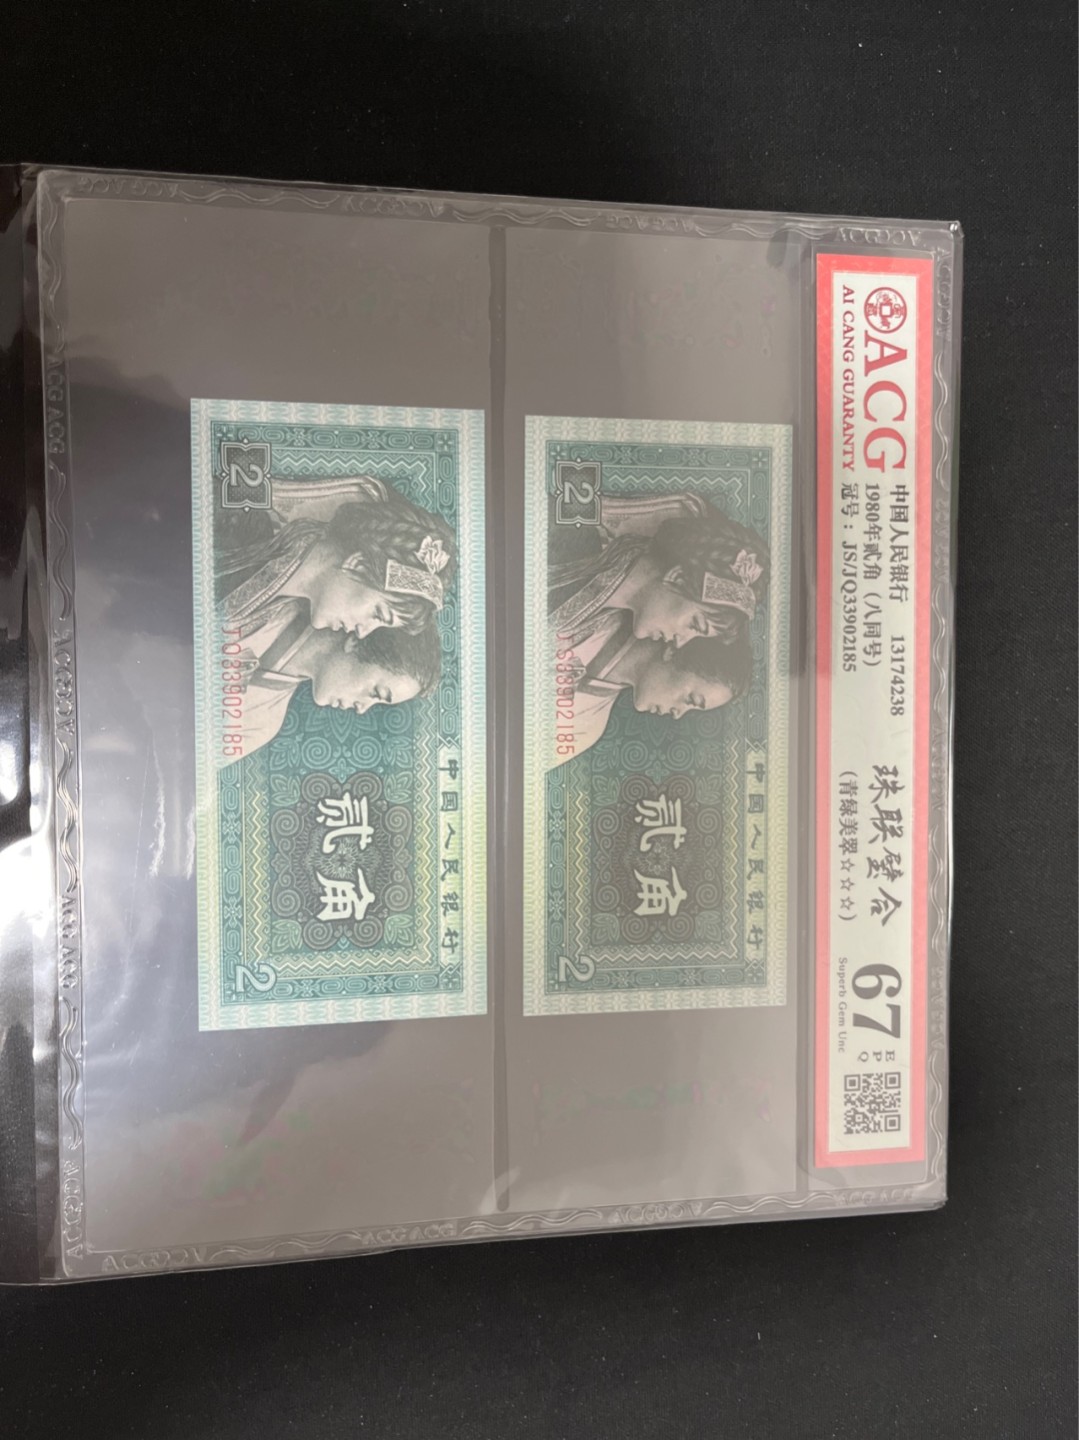 ACG
AI CANG GUARANTY
中国人民银行 13174238
1980年贰角（八同号）
冠号：JS/JQ33902185
珠联璧合
（青绿美翠☆☆☆）
67
EPQ
Superb Gem Unc
中国人民银行
贰角
2
2
JS33902185
中国人民银行
贰角
2
2
JQ33902185